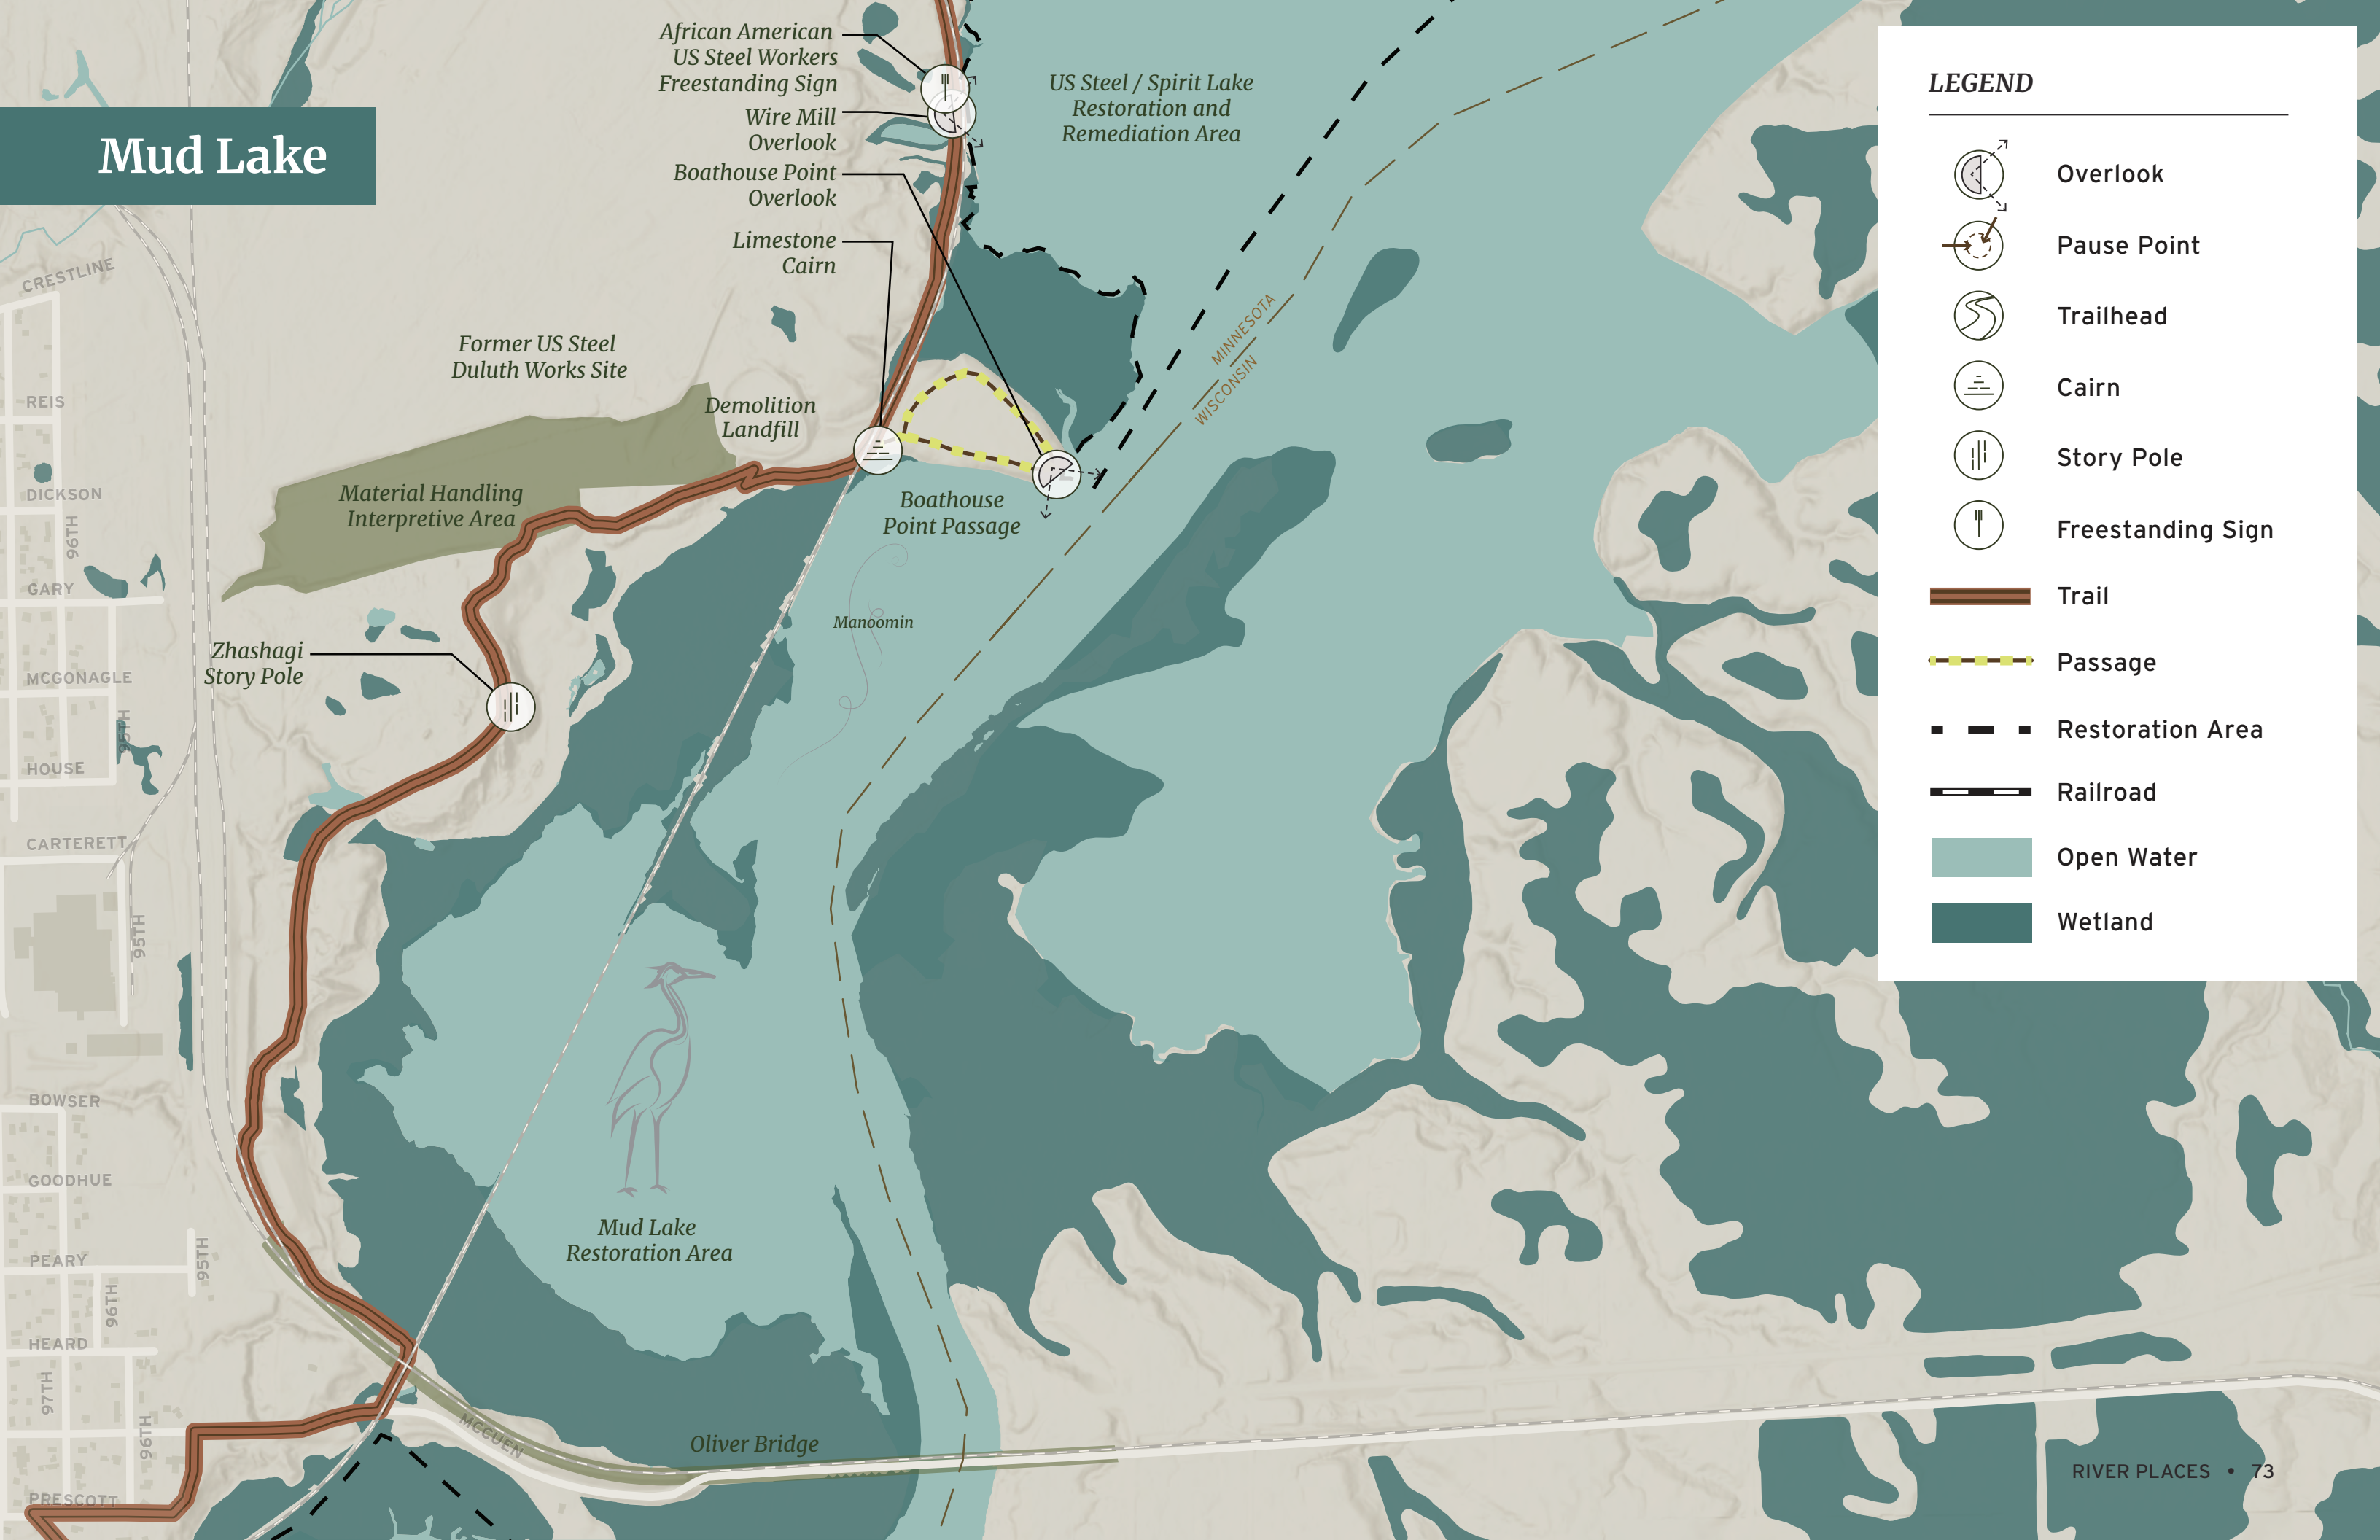 Mud Lake
African American
US Steel Workers
Freestanding Sign
Wire Mill
Overlook
Boathouse Point
Overlook
Limestone
Cairn
US Steel / Spirit Lake
Restoration and
Remediation Area
Former US Steel
Duluth Works Site
Demolition
Landfill
Material Handling
Interpretive Area
Boathouse
Point Passage
Manoomin
Zhashagi
Story Pole
MINNESOTA
WISCONSIN
Mud Lake
Restoration Area
Oliver Bridge
MCCUEN
CRESTLINE
REIS
DICKSON
96TH
GARY
MCGONAGLE
95TH
HOUSE
CARTERETT
95TH
BOWSER
GOODHUE
PEARY
95TH
96TH
HEARD
97TH
96TH
PRESCOTT
LEGEND
Overlook
Pause Point
Trailhead
Cairn
Story Pole
Freestanding Sign
Trail
Passage
Restoration Area
Railroad
Open Water
Wetland
RIVER PLACES • 73